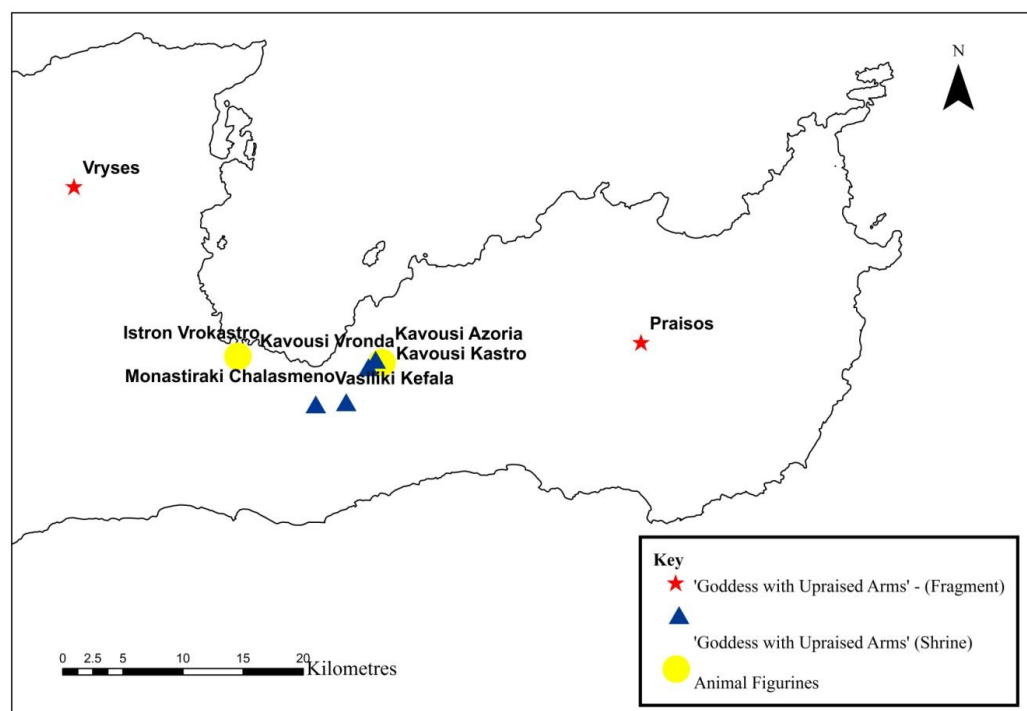 N
Vryses
Praisos
Istron Vrokastro
Kavousi Vronda
Kavousi Azoria
Kavousi Kastro
Monastiraki Chalasmeno
Vasiliki Kefala
Key
'Goddess with Upraised Arms' - (Fragment)
'Goddess with Upraised Arms' (Shrine)
Animal Figurines
0 2.5 5 10 15 20
Kilometres